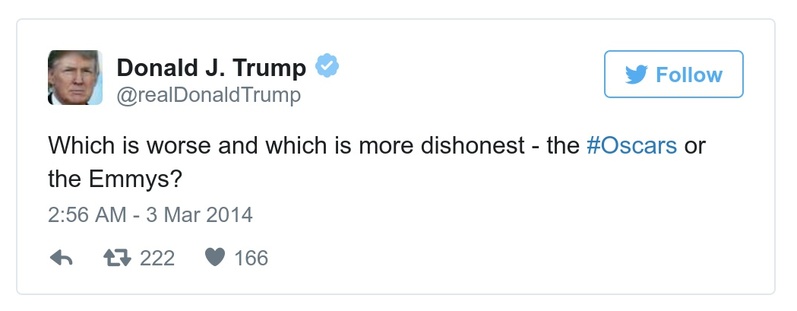 Donald J. Trump
@realDonaldTrump
Follow
Which is worse and which is more dishonest - the #Oscars or
the Emmys?
2:56 AM - 3 Mar 2014
222 166